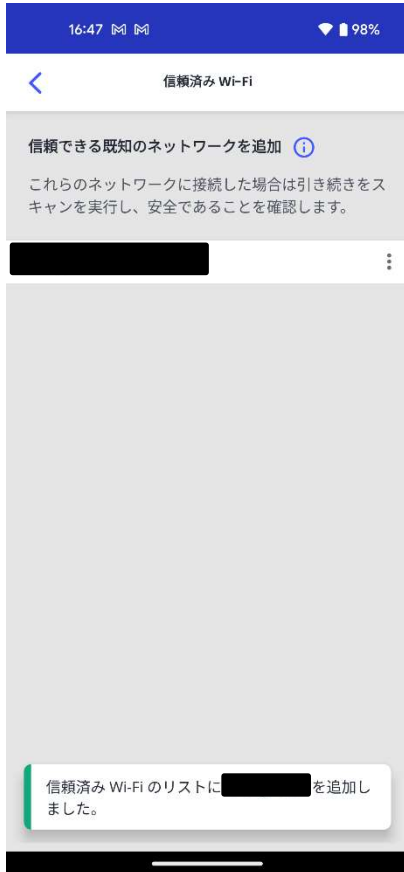 16:47
98%
信頼済み Wi-Fi
信頼できる既知のネットワークを追加
これらのネットワークに接続した場合は引き続きをス
キャンを実行し、安全であることを確認します。
信頼済み Wi-Fi のリストに を追加し
ました。